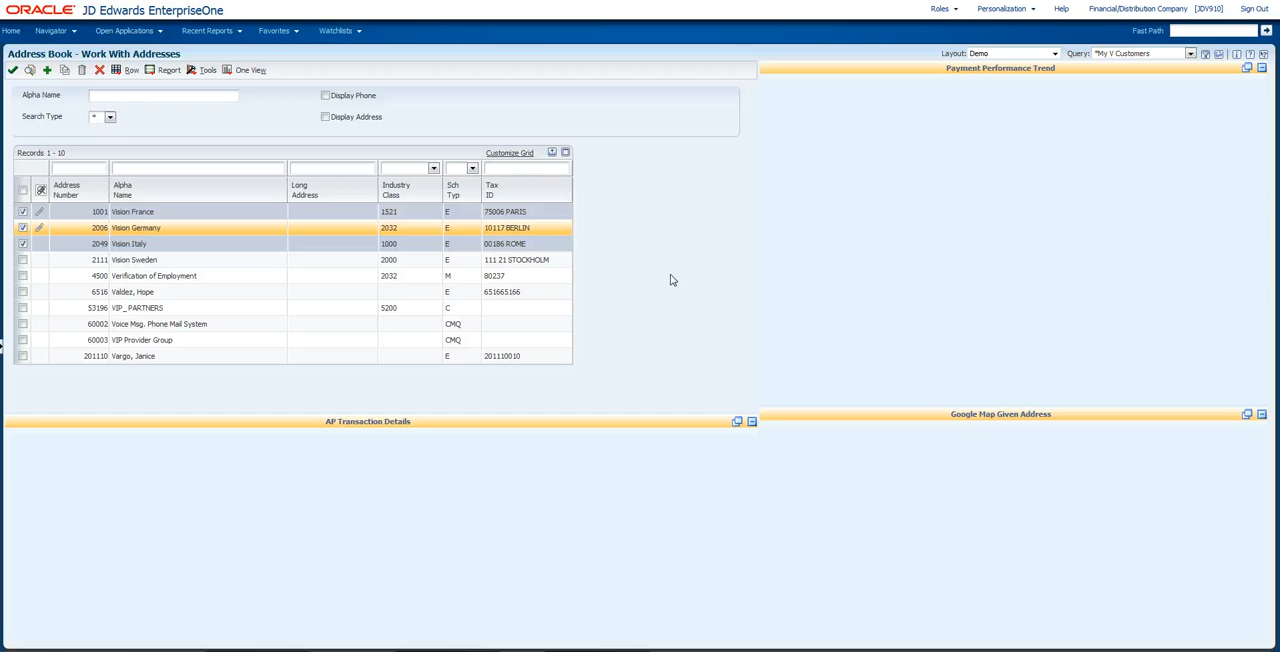 ORACLE JD Edwards EnterpriseOne Roles Personalization Help Financial/Distribution Company [JDV910] Sign Out
Home Navigator Open Applications Recent Reports Favorites Watchlists Fast Path
Address Book - Work With Addresses Layout: Demo Query: *My V Customers
Row Report Tools One View
Payment Performance Trend
Alpha Name Display Phone
Search Type * Display Address
Records 1 - 10 Customize Grid
Address Number Alpha Name Long Address Industry Class Sch Typ Tax ID
1001 Vision France 1521 E 75006 PARIS
2006 Vision Germany 2032 E 10117 BERLIN
2049 Vision Italy 1000 E 00186 ROME
2111 Vision Sweden 2000 E 111 21 STOCKHOLM
4500 Verification of Employment 2032 M 80237
6516 Valdez, Hope E 651665166
53196 VIP_ PARTNERS 5200 C
60002 Voice Msg. Phone Mail System CMQ
60003 VIP Provider Group CMQ
201110 Vargo, Janice E 201110010
AP Transaction Details
Google Map Given Address